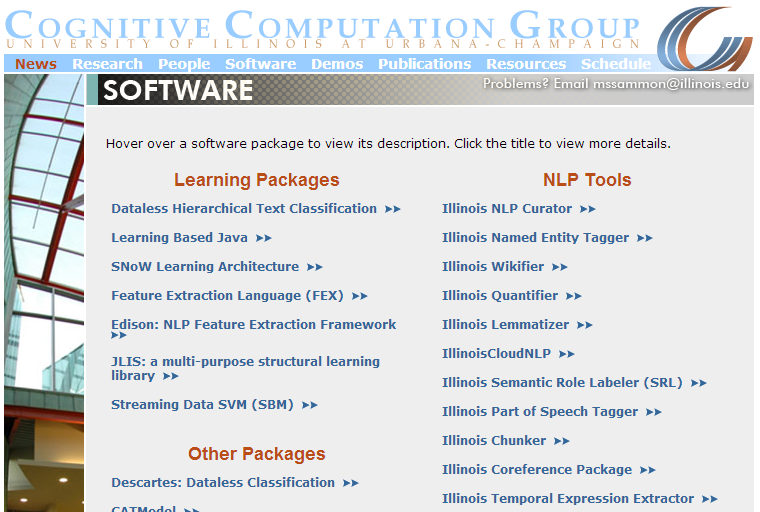 COGNITIVE COMPUTATION GROUP
UNIVERSITY OF ILLINOIS AT URBANA-CHAMPAIGN
News Research People Software Demos Publications Resources Schedule
SOFTWARE
Problems? Email mssammon@illinois.edu
Hover over a software package to view its description. Click the title to view more details.
Learning Packages
Dataless Hierarchical Text Classification
Learning Based Java
SNoW Learning Architecture
Feature Extraction Language (FEX)
Edison: NLP Feature Extraction Framework
JLIS: a multi-purpose structural learning
library
Streaming Data SVM (SBM)
Other Packages
Descartes: Dataless Classification
CATModel
NLP Tools
Illinois NLP Curator
Illinois Named Entity Tagger
Illinois Wikifier
Illinois Quantifier
Illinois Lemmatizer
IllinoisCloudNLP
Illinois Semantic Role Labeler (SRL)
Illinois Part of Speech Tagger
Illinois Chunker
Illinois Coreference Package
Illinois Temporal Expression Extractor